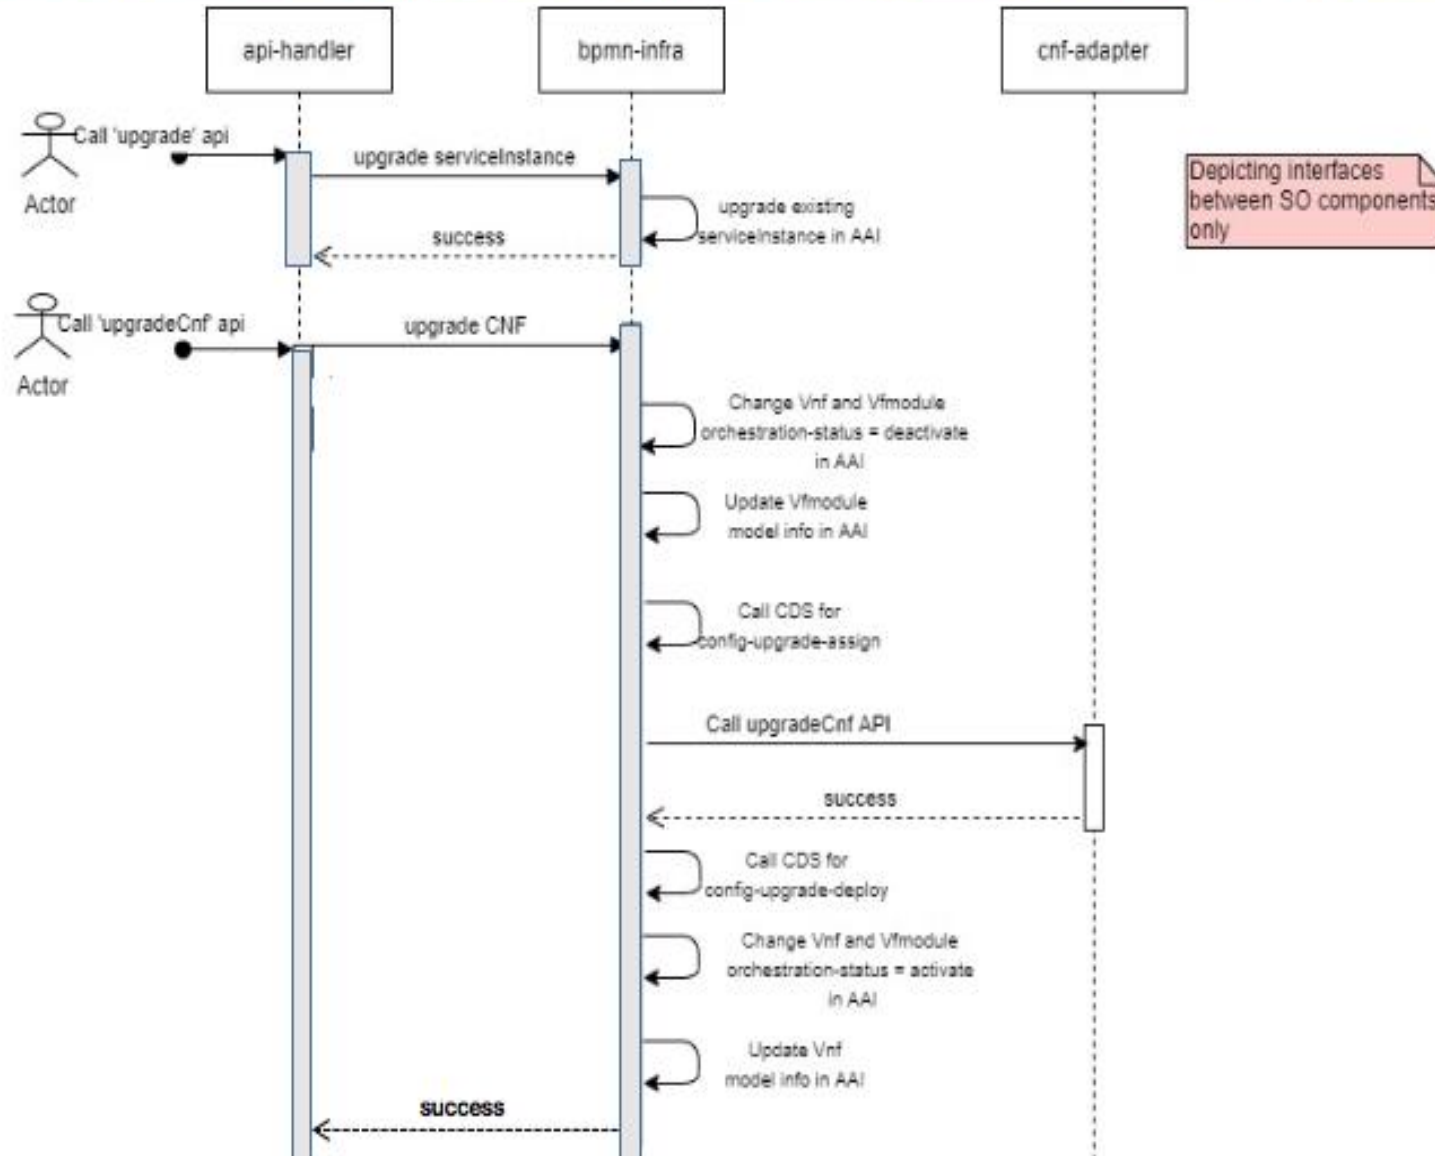 api-handler
bpmn-infra
cnf-adapter
Call 'upgrade' api
Actor
upgrade serviceInstance
upgrade existing
serviceInstance in AAI
success
Depicting interfaces
between SO components
only
Call 'upgradeCnf' api
Actor
upgrade CNF
Change Vnf and Vfmodule
orchestration-status = deactivate
in AAI
Update Vfmodule
model info in AAI
Call CDS for
config-upgrade-assign
Call upgradeCnf API
success
Call CDS for
config-upgrade-deploy
Change Vnf and Vfmodule
orchestration-status = activate
in AAI
Update Vnf
model info in AAI
success